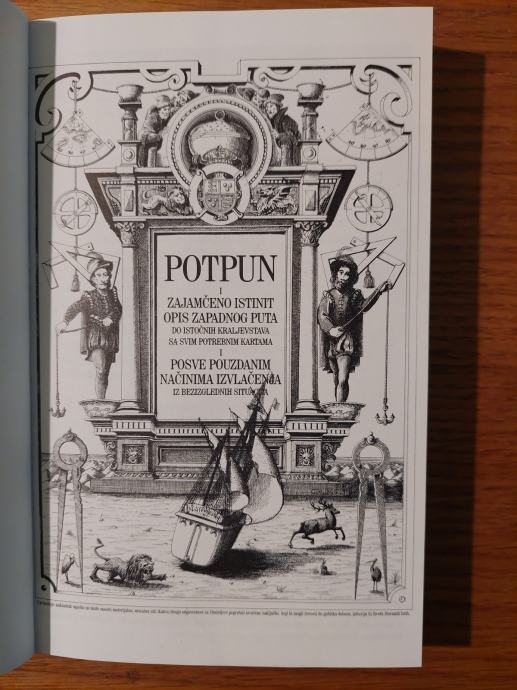 POTPUN
I
ZAJAMČENO ISTINIT
OPIS ZAPADNOG PUTA
DO ISTOČNIH KRALJEVSTAVA
SA SVIM POTREBNIM KARTAMA
I
POSVE POUZDANIM
NAČINIMA IZVLAČENJA
IZ BEZIZGLEDNIH SITUACIJA